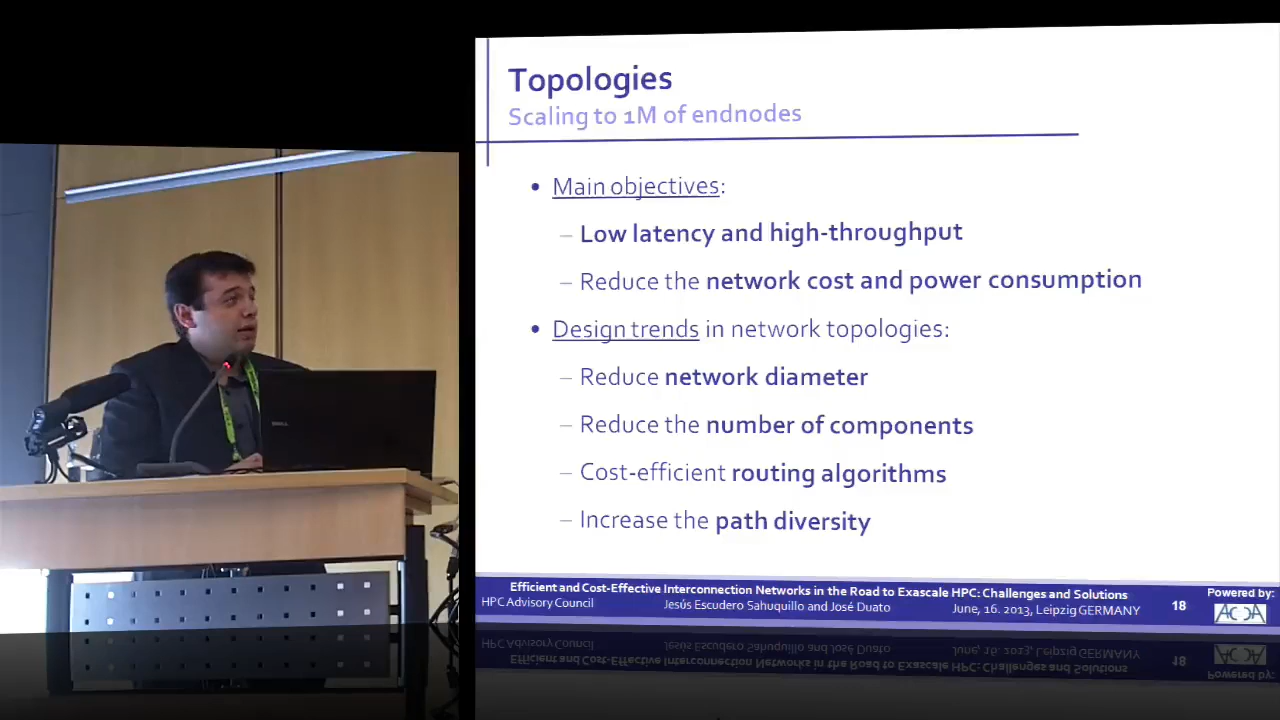 Topologies
Scaling to 1M of endnodes
• Main objectives:
– Low latency and high-throughput
– Reduce the network cost and power consumption
• Design trends in network topologies:
– Reduce network diameter
– Reduce the number of components
– Cost-efficient routing algorithms
– Increase the path diversity
Efficient and Cost-Effective Interconnection Networks in the Road to Exascale HPC: Challenges and Solutions
HPC Advisory Council Jesús Escudero Sahuquillo and José Duato June, 16. 2013, Leipzig GERMANY 18
Powered by:
DELL